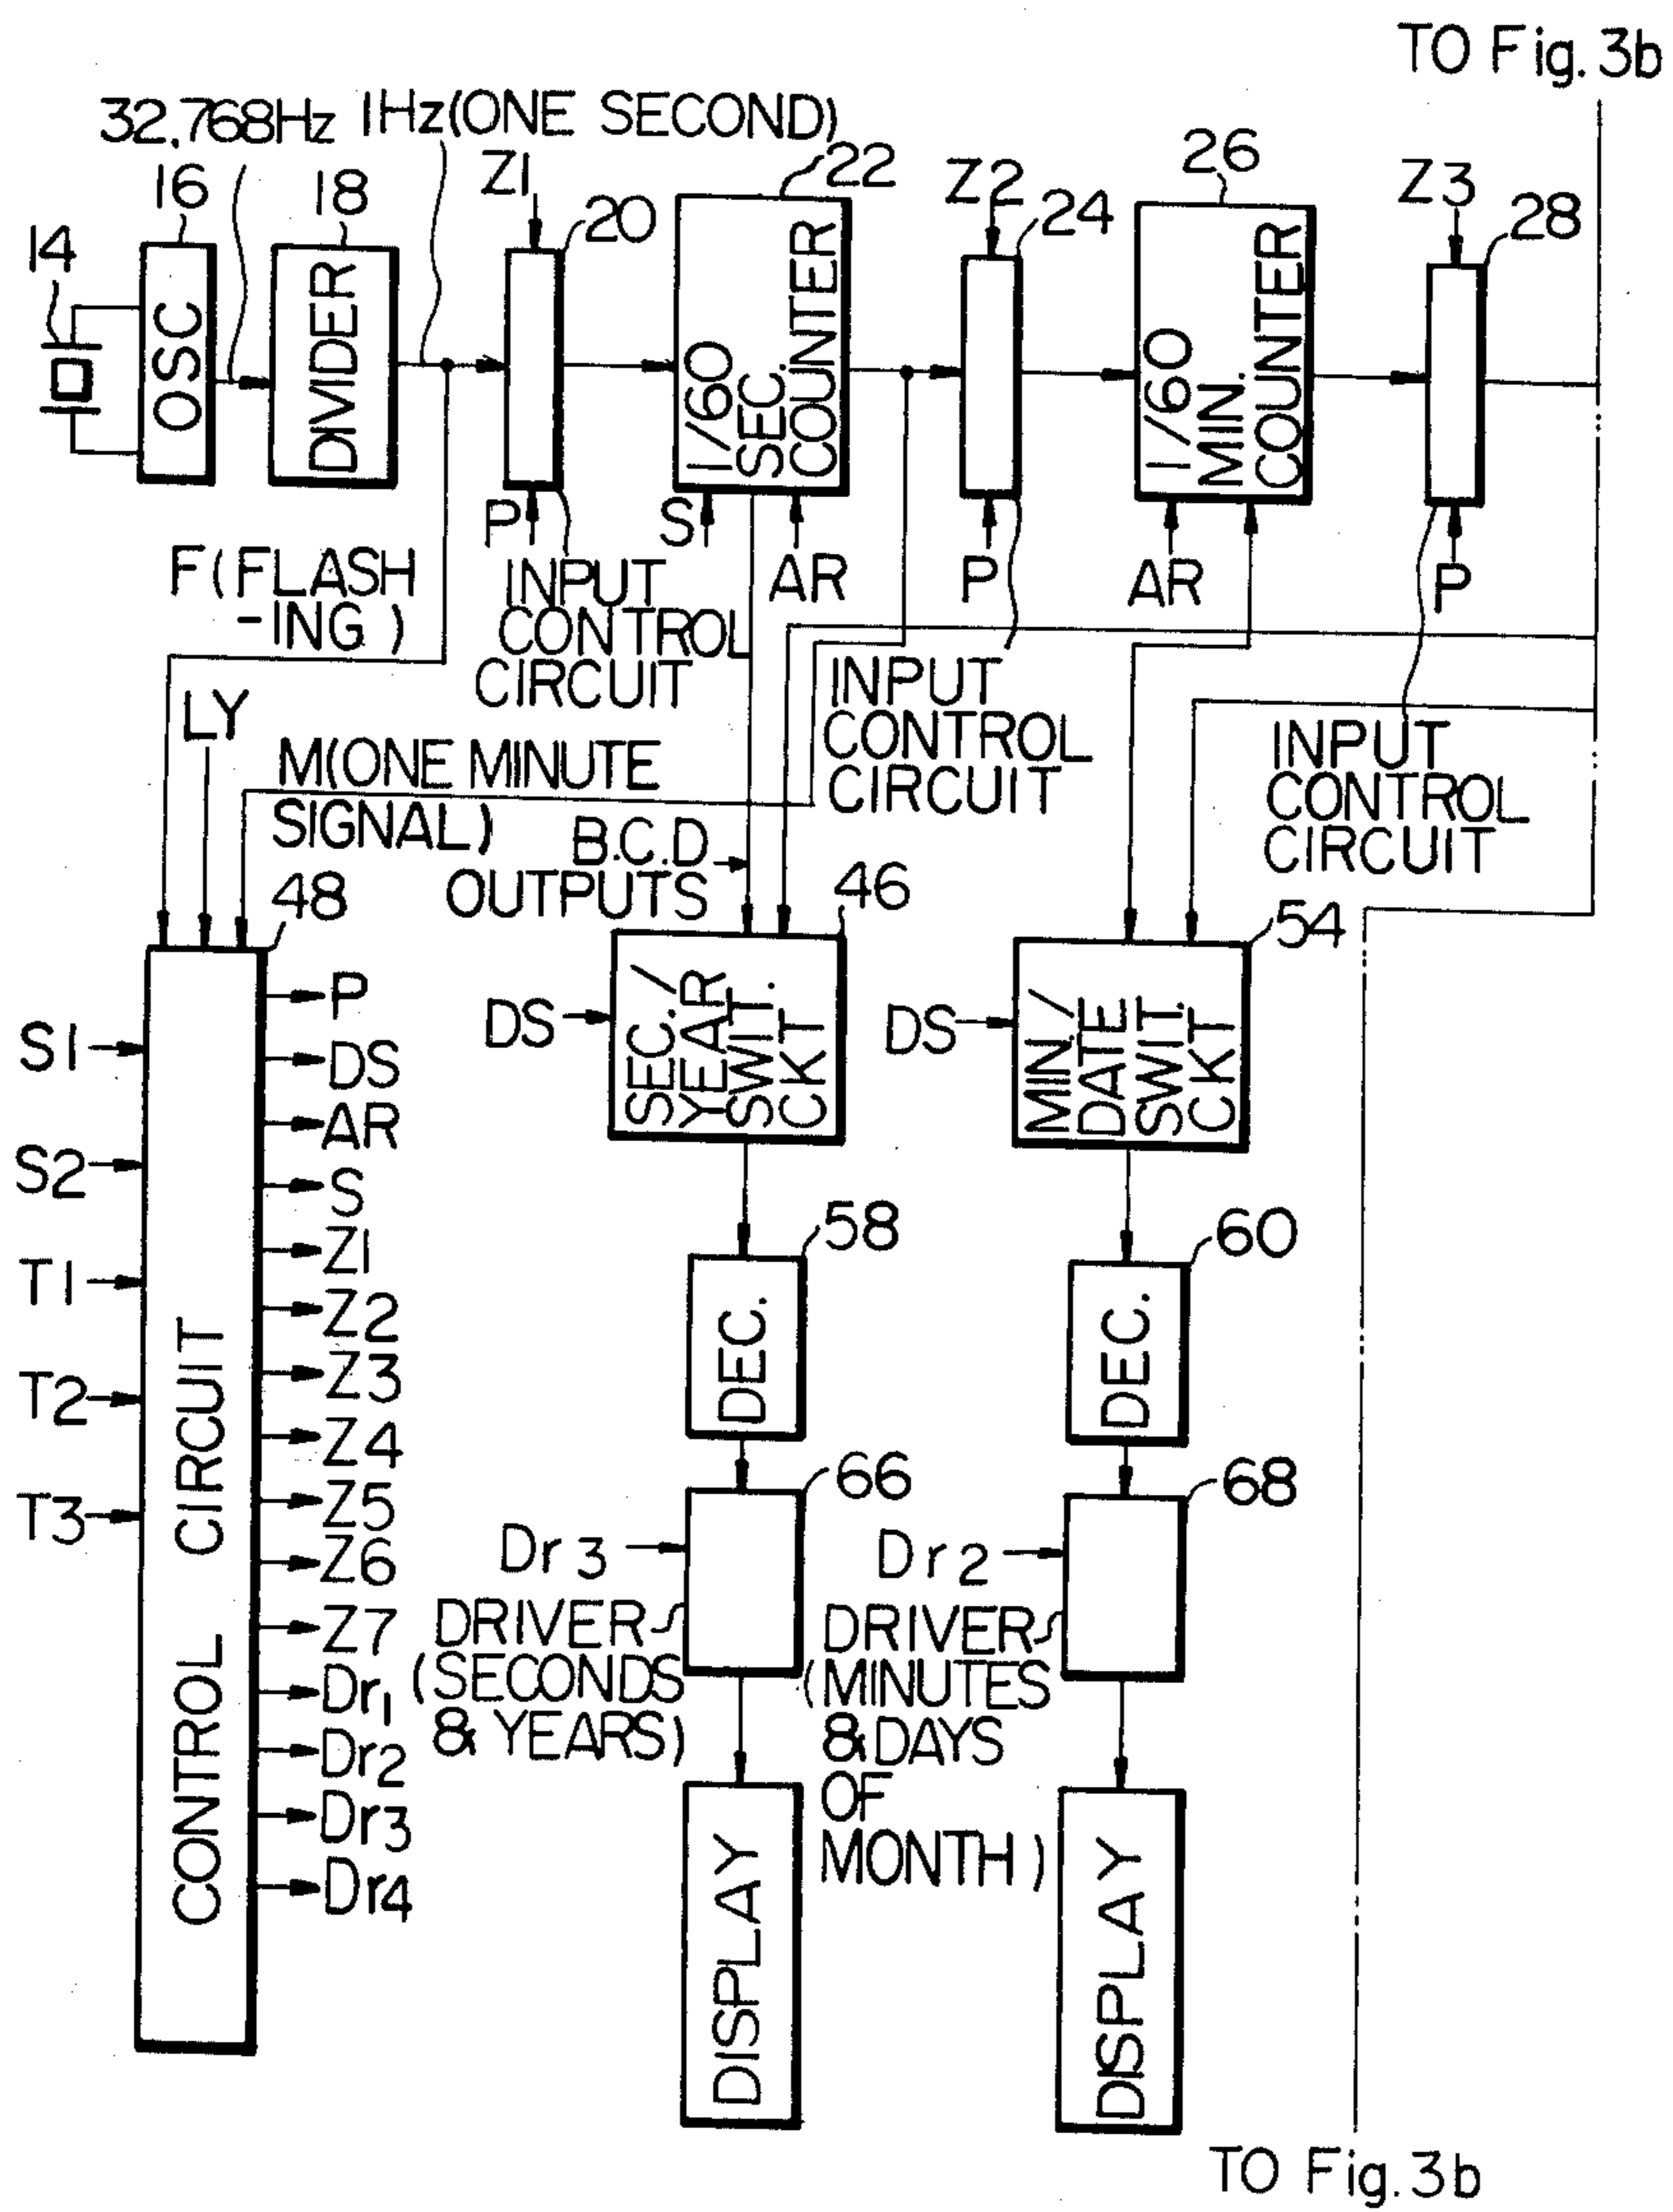 TO Fig. 3b
32,768Hz
1Hz(ONE SECOND)
16
18
Z1
20
22
Z2
24
26
Z3
28
14
OSC
DIVIDER
1/60
SEC.
COUNTER
1/60
MIN.
COUNTER
P
S
AR
P
AR
P
F(FLASH
-ING)
INPUT
CONTROL
CIRCUIT
INPUT
CONTROL
CIRCUIT
INPUT
CONTROL
CIRCUIT
LY
M(ONE MINUTE
SIGNAL)
B.C.D
OUTPUTS
48
46
54
S1
S2
T1
T2
T3
CONTROL CIRCUIT
P
DS
AR
S
Z1
Z2
Z3
Z4
Z5
Z6
Z7
Dr1
Dr2
Dr3
Dr4
DS
SEC./
YEAR
SWIT.
CKT
DS
MIN./
DATE
SWIT.
CKT
58
DEC.
60
DEC.
66
Dr3
DRIVER
(SECONDS
& YEARS)
68
Dr2
DRIVER
(MINUTES
& DAYS
OF
MONTH)
DISPLAY
DISPLAY
TO Fig. 3b